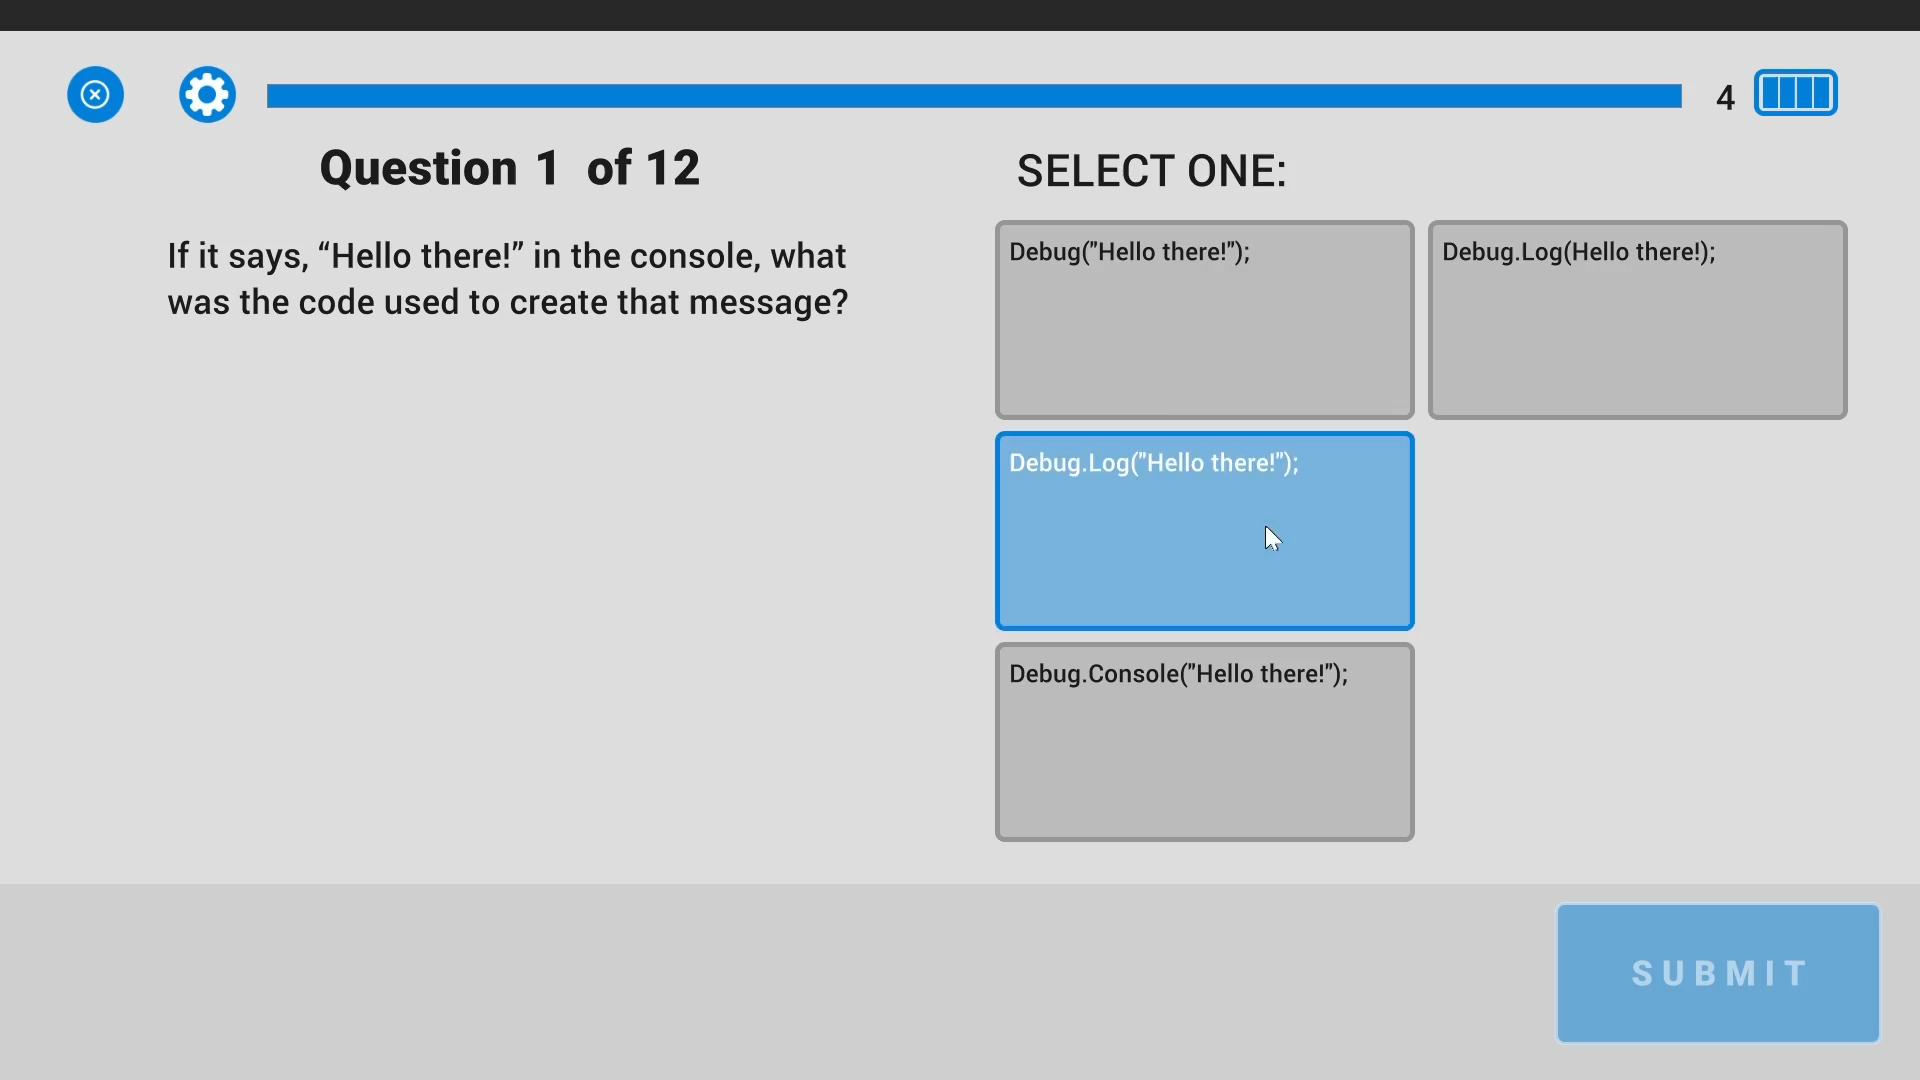 4
Question 1 of 12
If it says, “Hello there!” in the console, what
was the code used to create that message?
SELECT ONE:
Debug("Hello there!");
Debug.Log(Hello there!);
Debug.Log("Hello there!");
Debug.Console("Hello there!");
SUBMIT